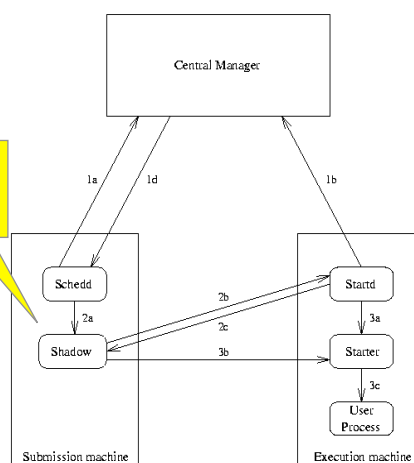 Central Manager
1a
1d
1b
Schedd
Startd
2a
2b
2c
3a
Shadow
3b
Starter
3c
User
Process
Submission machine
Execution machine